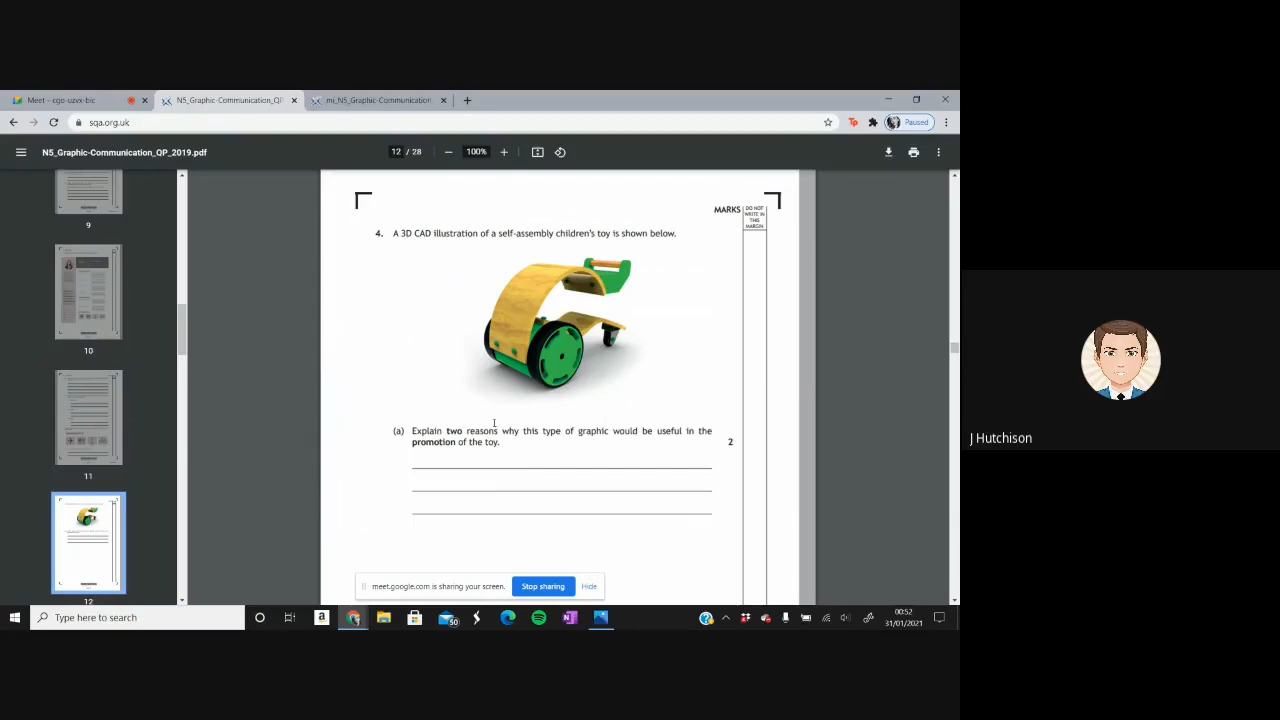 Meet – cgo-uzvx-bic
N5_Graphic-Communication_QP
mi_N5_Graphic-Communication
sqa.org.uk
Paused
N5_Graphic-Communication_QP_2019.pdf
12 / 28
100%
9
10
11
12
MARKS
DO NOT
WRITE IN
THIS
MARGIN
4. A 3D CAD illustration of a self-assembly children's toy is shown below.
(a) Explain two reasons why this type of graphic would be useful in the
promotion of the toy.
2
meet.google.com is sharing your screen.
Stop sharing
Hide
J Hutchison
Type here to search
a
50
00:52
31/01/2021